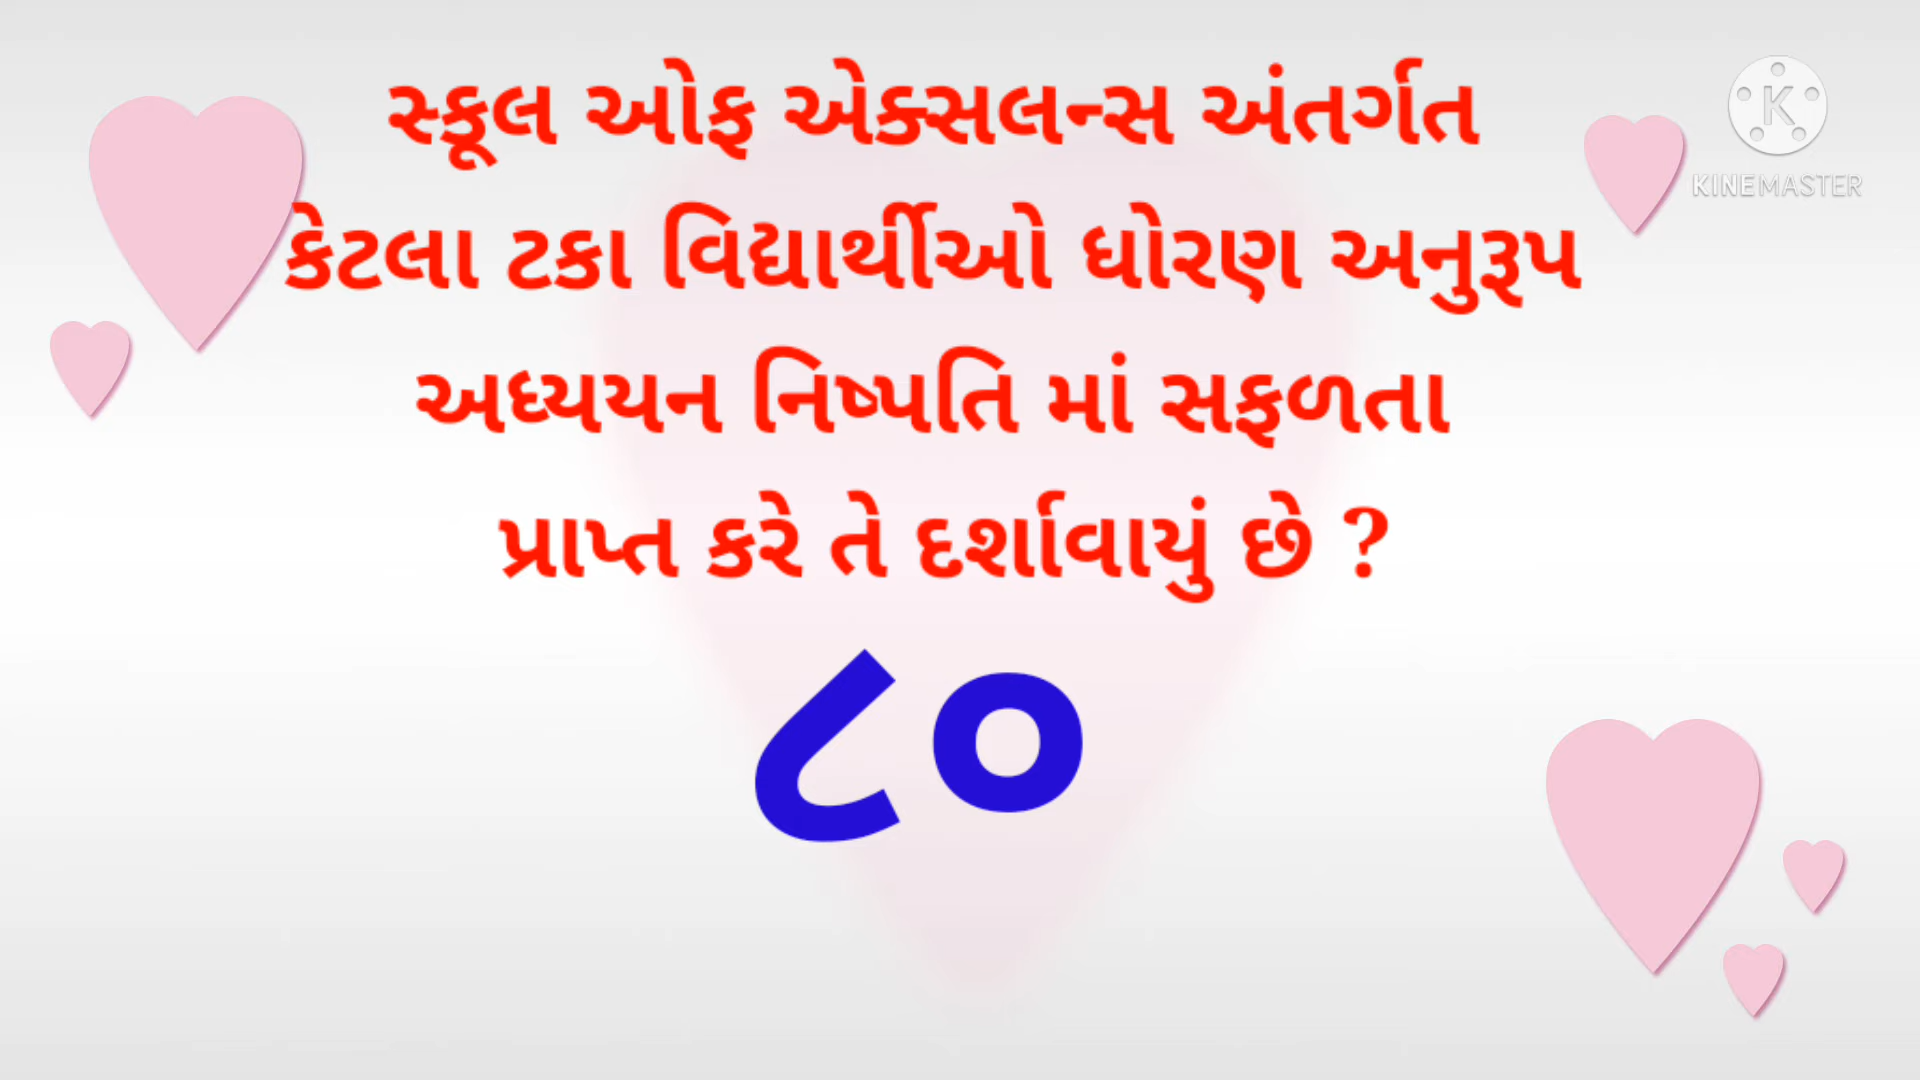 સ્કૂલ ઓફ એક્સલન્સ અંતર્ગત
કેટલા ટકા વિદ્યાર્થીઓ ધોરણ અનુરૂપ
અધ્યયન નિષ્પતિ માં સફળતા
પ્રાપ્ત કરે તે દર્શાવાયું છે ?
૮૦
K
KINEMASTER